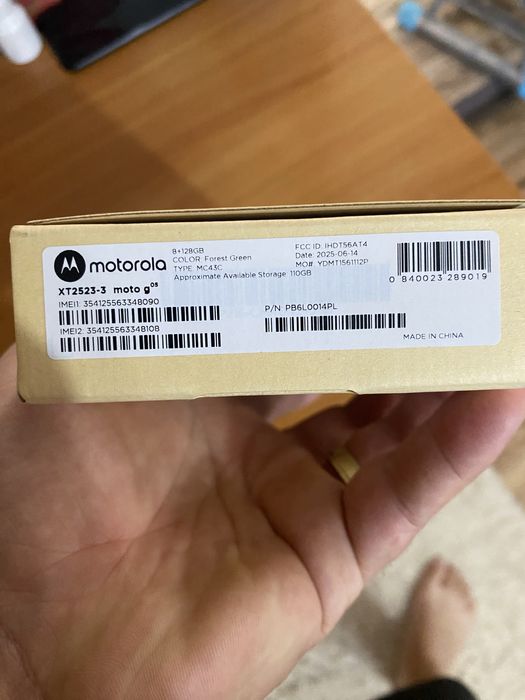 motorola
XT2523-3 moto g05
IMEI1: 354125563348090
IMEI2: 354125563348108
8+128GB
COLOR: Forest Green
TYPE: MC43C
Approximate Available Storage: 110GB
FCC ID: IHDT56AT4
Date: 2025-06-14
MO#: YDMT1561112P
P/N: PB6L0014PL
0 840023 289019
MADE IN CHINA